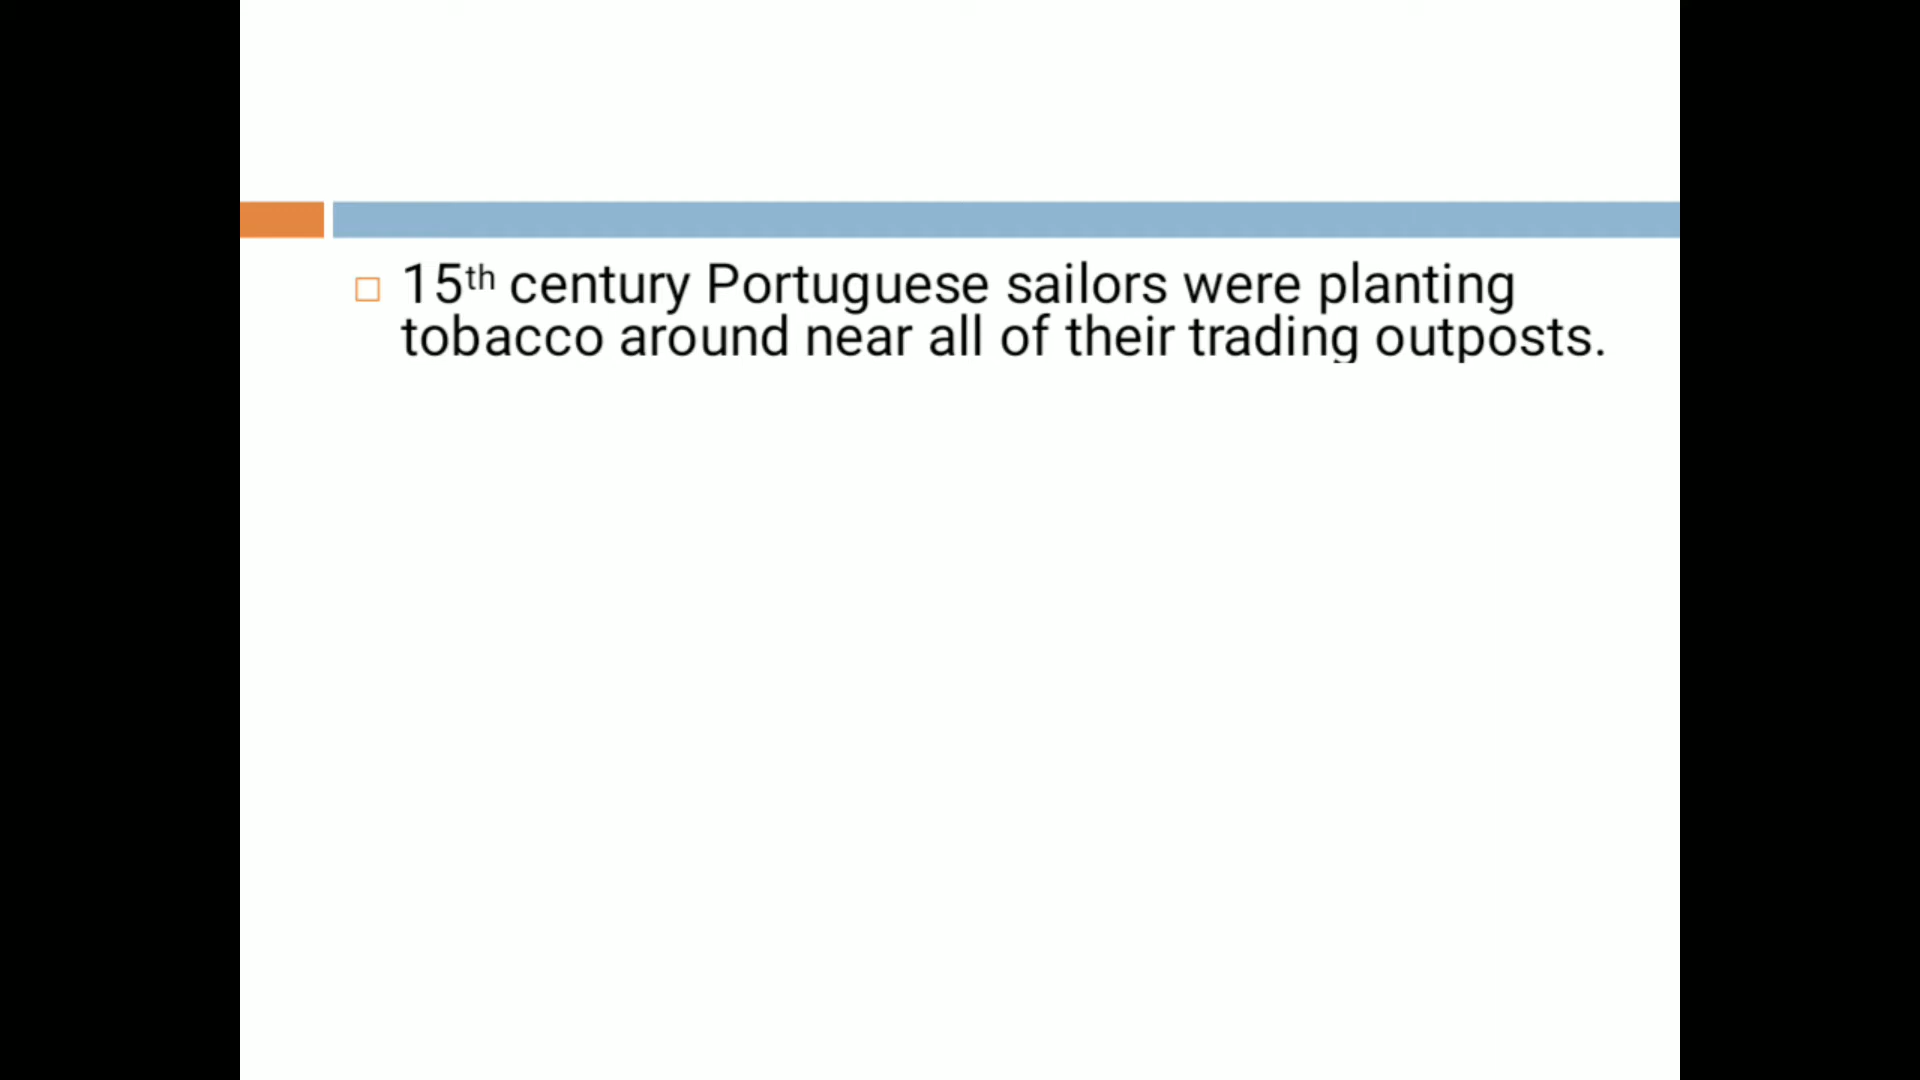 15th century Portuguese sailors were planting
tobacco around near all of their trading outposts.